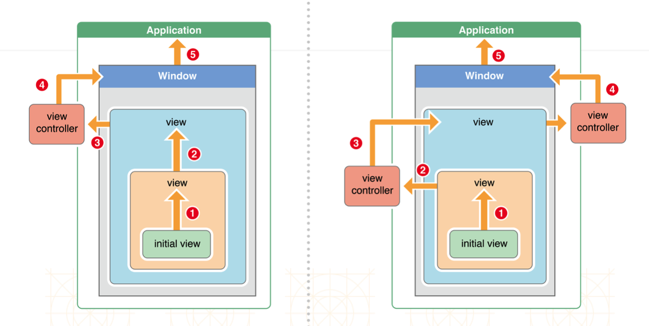 Application
5
Window
4
view
controller
3
view
2
view
1
initial view
Application
5
Window
4
view
controller
3
view
2
view
controller
view
1
initial view